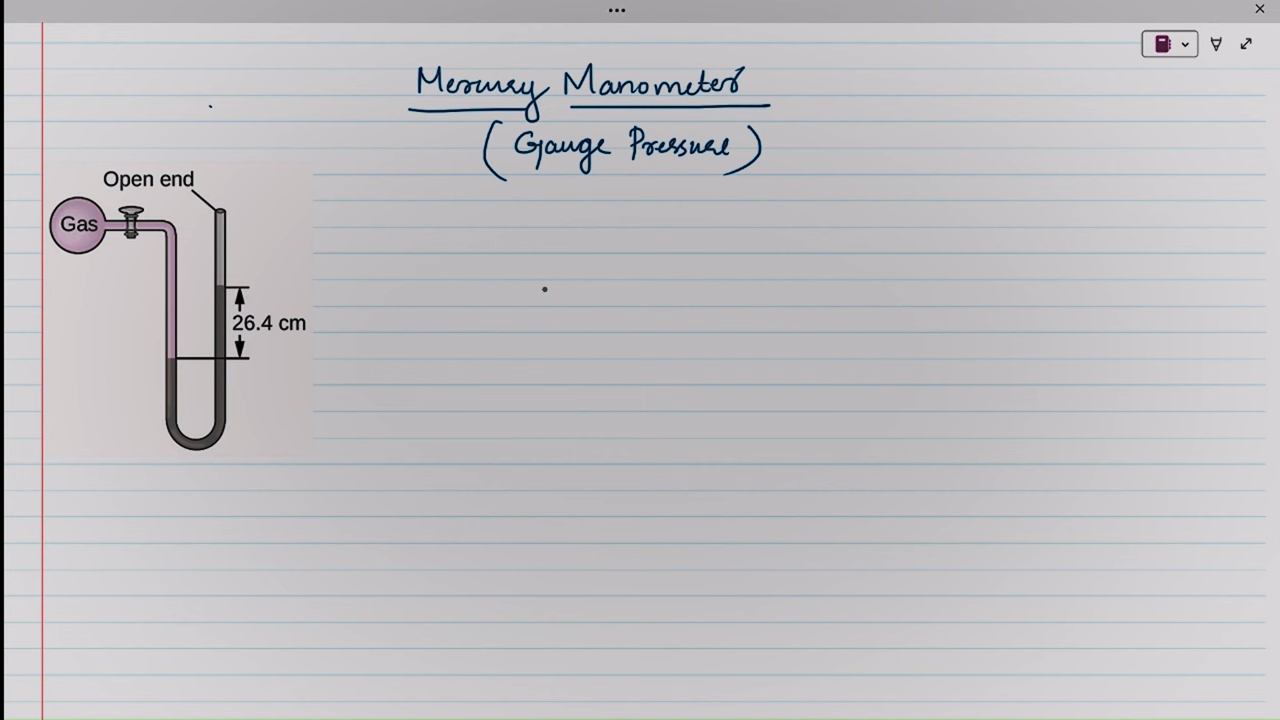 Mercury Manometer
(Gauge Pressure)
Open end
Gas
26.4 cm